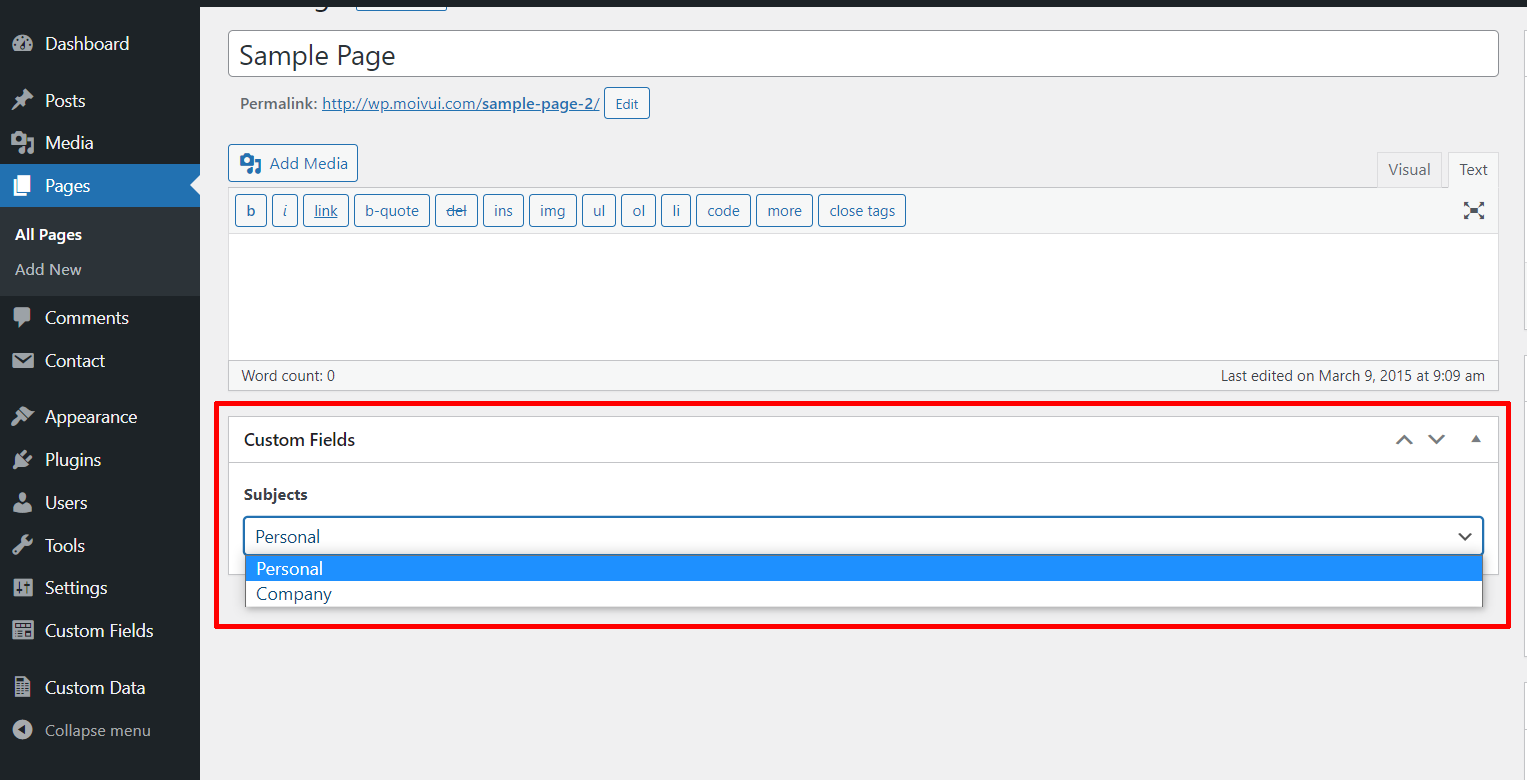 Dashboard
Posts
Media
Pages
All Pages
Add New
Comments
Contact
Appearance
Plugins
Users
Tools
Settings
Custom Fields
Custom Data
Collapse menu
Sample Page
Permalink: http://wp.moivui.com/sample-page-2/ Edit
Add Media
Visual Text
b i link b-quote del ins img ul ol li code more close tags
Word count: 0 Last edited on March 9, 2015 at 9:09 am
Custom Fields
Subjects
Personal
Personal
Company